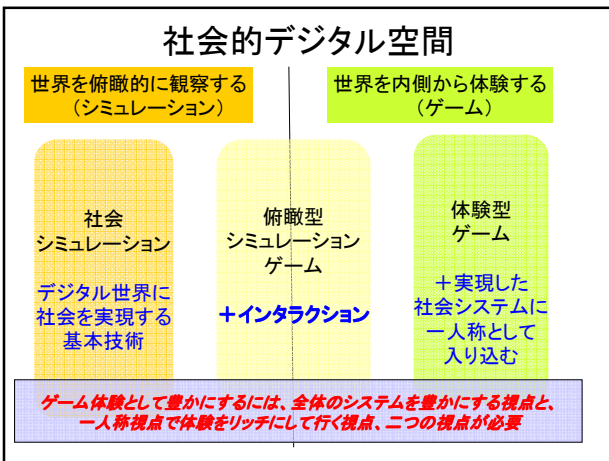 社会的デジタル空間
世界を俯瞰的に観察する
（シミュレーション）
世界を内側から体験する
（ゲーム）
社会
シミュレーション
デジタル世界に
社会を実現する
基本技術
俯瞰型
シミュレーション
ゲーム
＋インタラクション
体験型
ゲーム
＋実現した
社会システムに
一人称として
入り込む
ゲーム体験として豊かにするには、全体のシステムを豊かにする視点と、
一人称視点で体験をリッチにして行く視点、二つの視点が必要